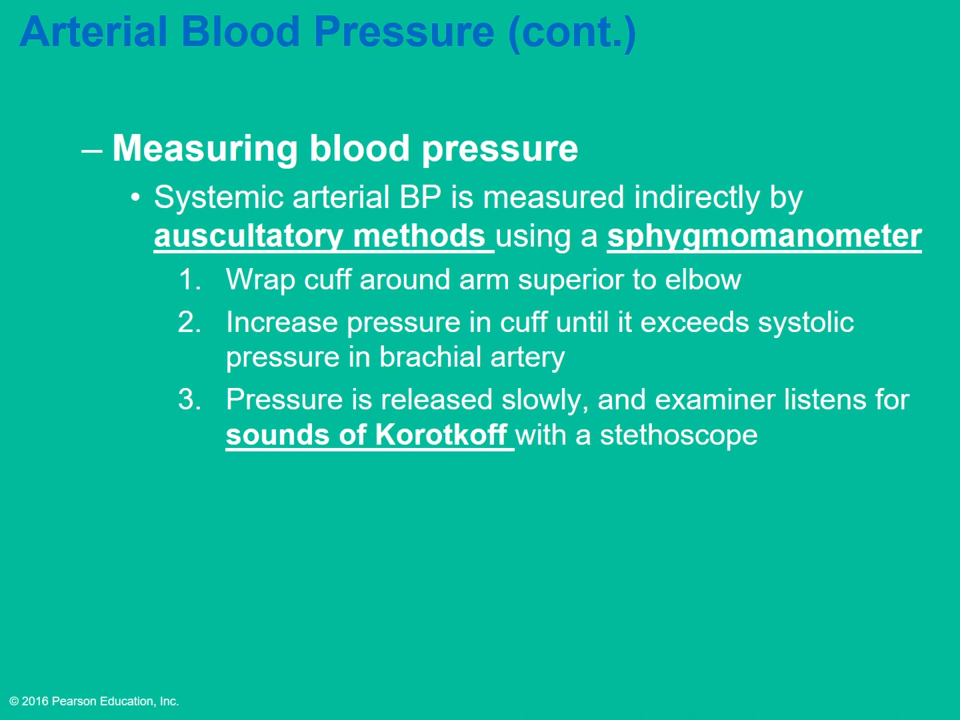 Arterial Blood Pressure (cont.)
– Measuring blood pressure
• Systemic arterial BP is measured indirectly by
auscultatory methods using a sphygmomanometer
1. Wrap cuff around arm superior to elbow
2. Increase pressure in cuff until it exceeds systolic
pressure in brachial artery
3. Pressure is released slowly, and examiner listens for
sounds of Korotkoff with a stethoscope
© 2016 Pearson Education, Inc.